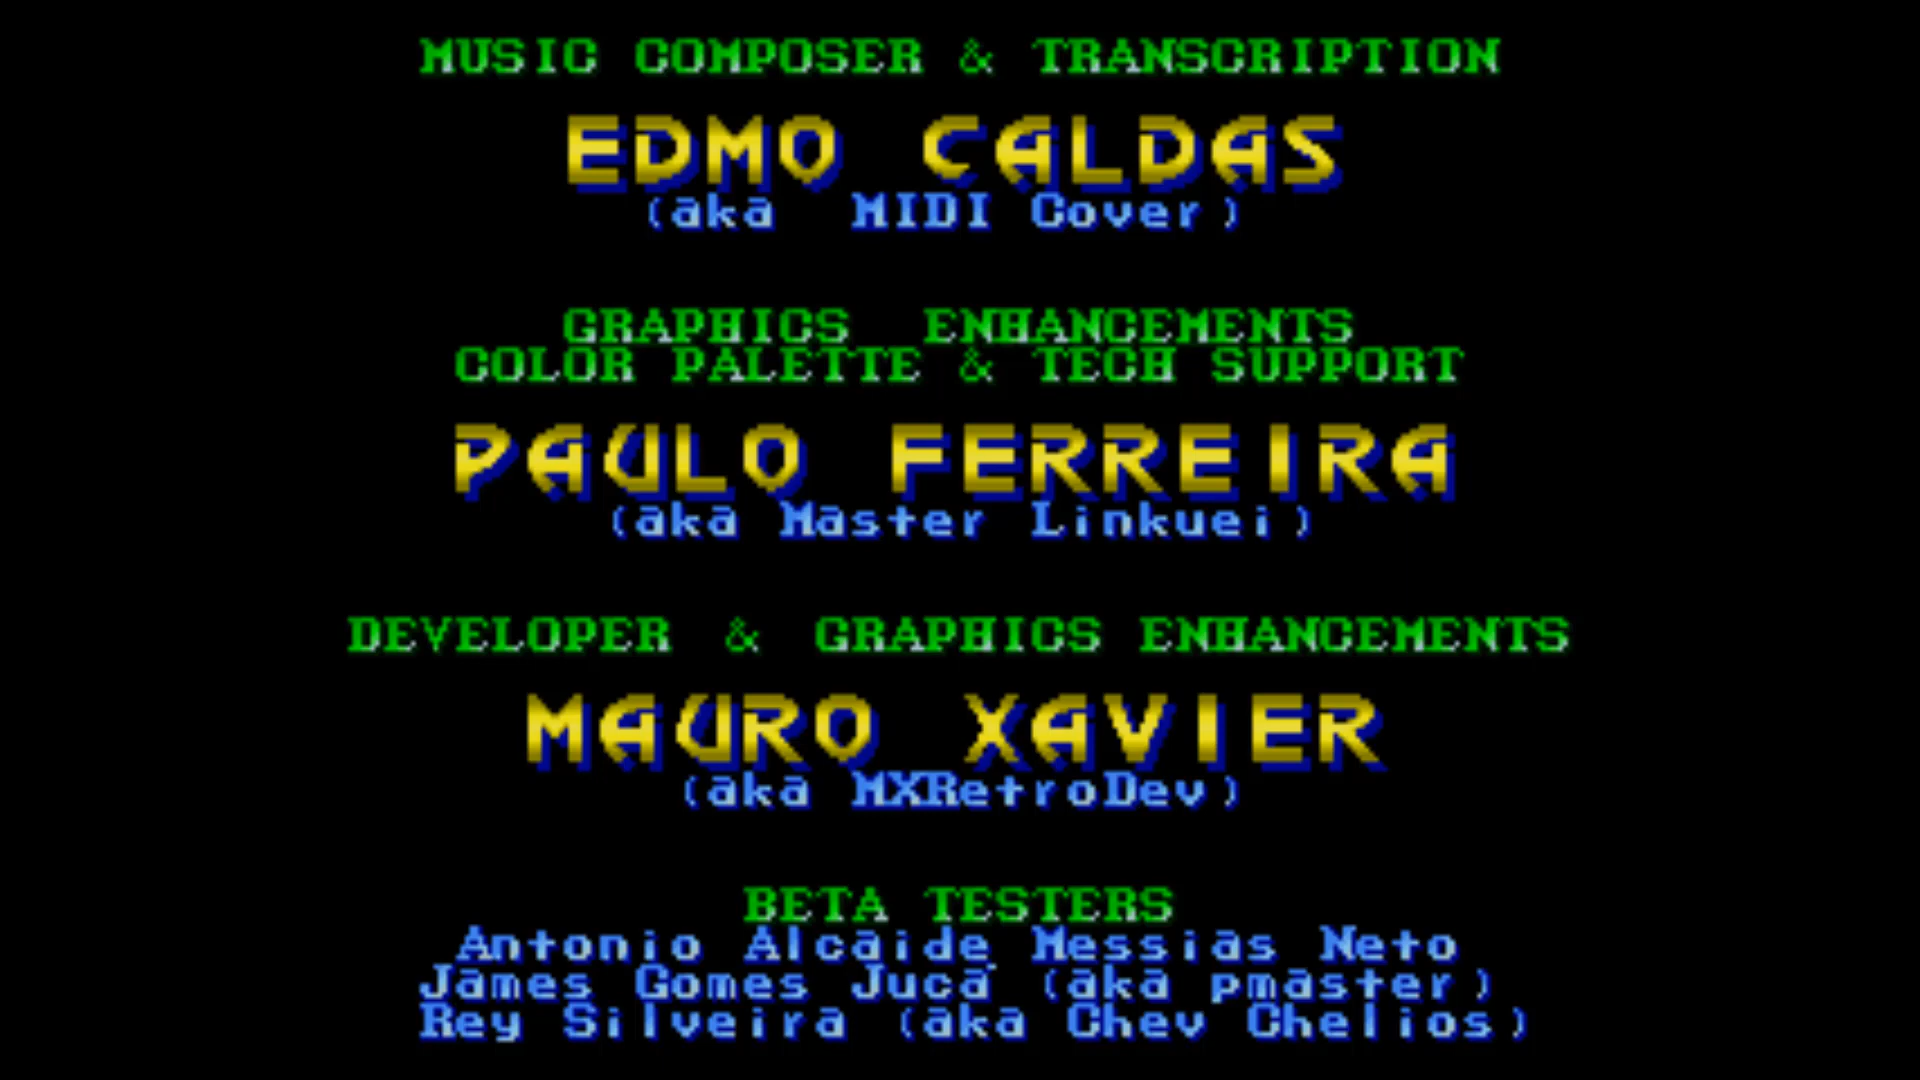 MUSIC COMPOSER & TRANSCRIPTION
EDMO CALDAS
(aka MIDI Cover)
GRAPHICS ENHANCEMENTS
COLOR PALETTE & TECH SUPPORT
PAULO FERREIRA
(aka Master Linkuei)
DEVELOPER & GRAPHICS ENHANCEMENTS
MAURO XAVIER
(aka MXRetroDev)
BETA TESTERS
Antonio Alcaide Messias Neto
James Gomes Jucá (aka pmaster)
Rey Silveira (aka Chev Chelios)